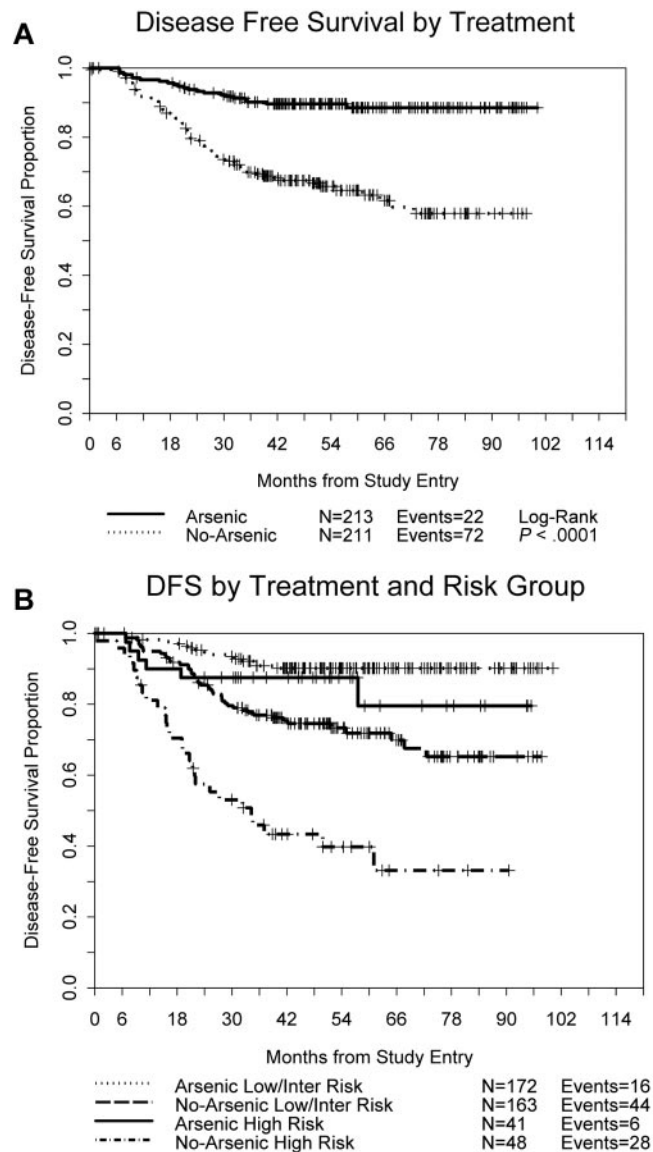 A
Disease Free Survival by Treatment
Disease-Free Survival Proportion
1.0
0.8
0.6
0.4
0.2
0.0
0 6 18 30 42 54 66 78 90 102 114
Months from Study Entry
Arsenic N=213 Events=22 Log-Rank
No-Arsenic N=211 Events=72 P < .0001
B
DFS by Treatment and Risk Group
Disease-Free Survival Proportion
1.0
0.8
0.6
0.4
0.2
0.0
0 6 18 30 42 54 66 78 90 102 114
Months from Study Entry
Arsenic Low/Inter Risk N=172 Events=16
No-Arsenic Low/Inter Risk N=163 Events=44
Arsenic High Risk N=41 Events=6
No-Arsenic High Risk N=48 Events=28